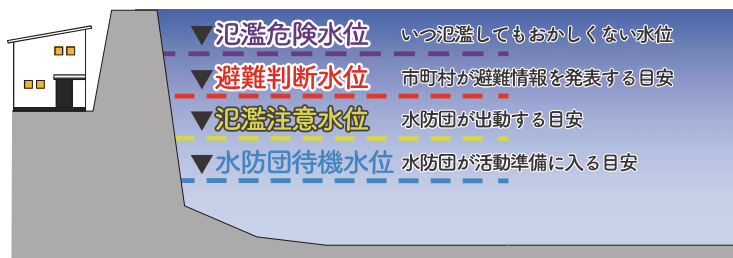 ▼氾濫危険水位 いつ氾濫してもおかしくない水位
▼避難判断水位 市町村が避難情報を発表する目安
▼氾濫注意水位 水防団が出動する目安
▼水防団待機水位 水防団が活動準備に入る目安